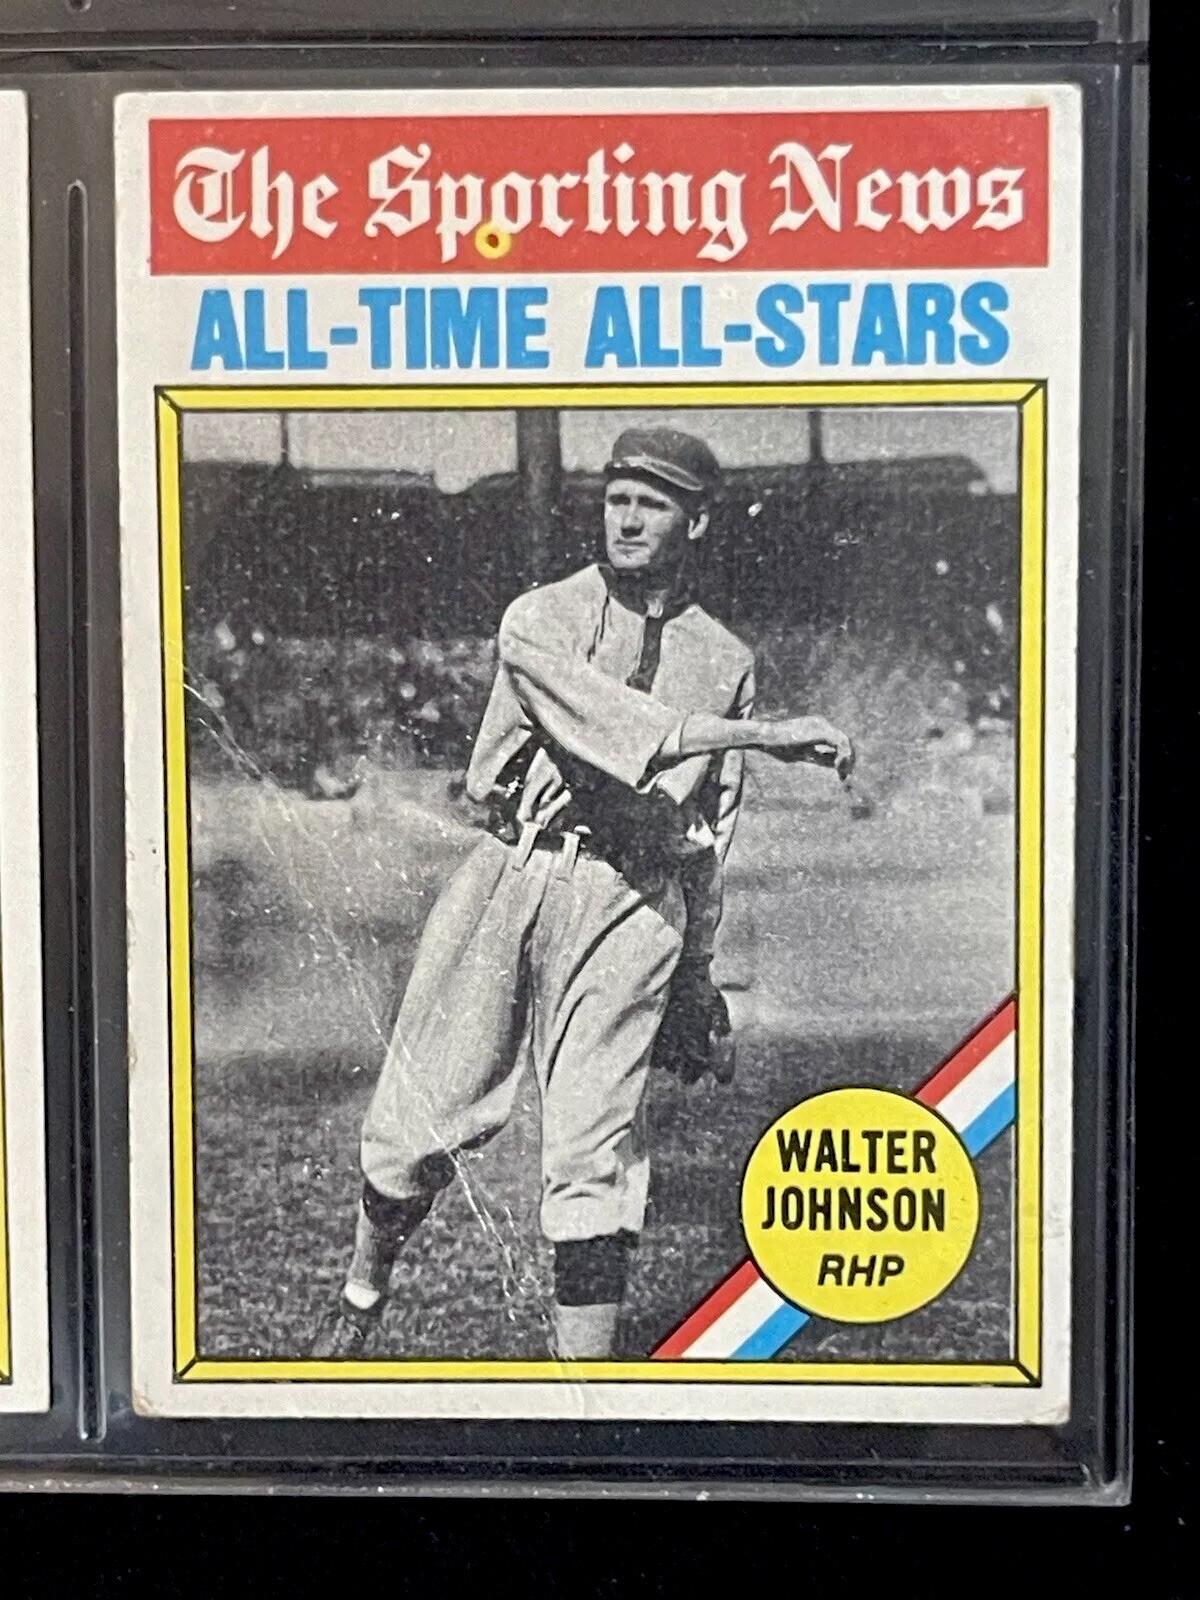 The Sporting News
ALL-TIME ALL-STARS
WALTER
JOHNSON
RHP